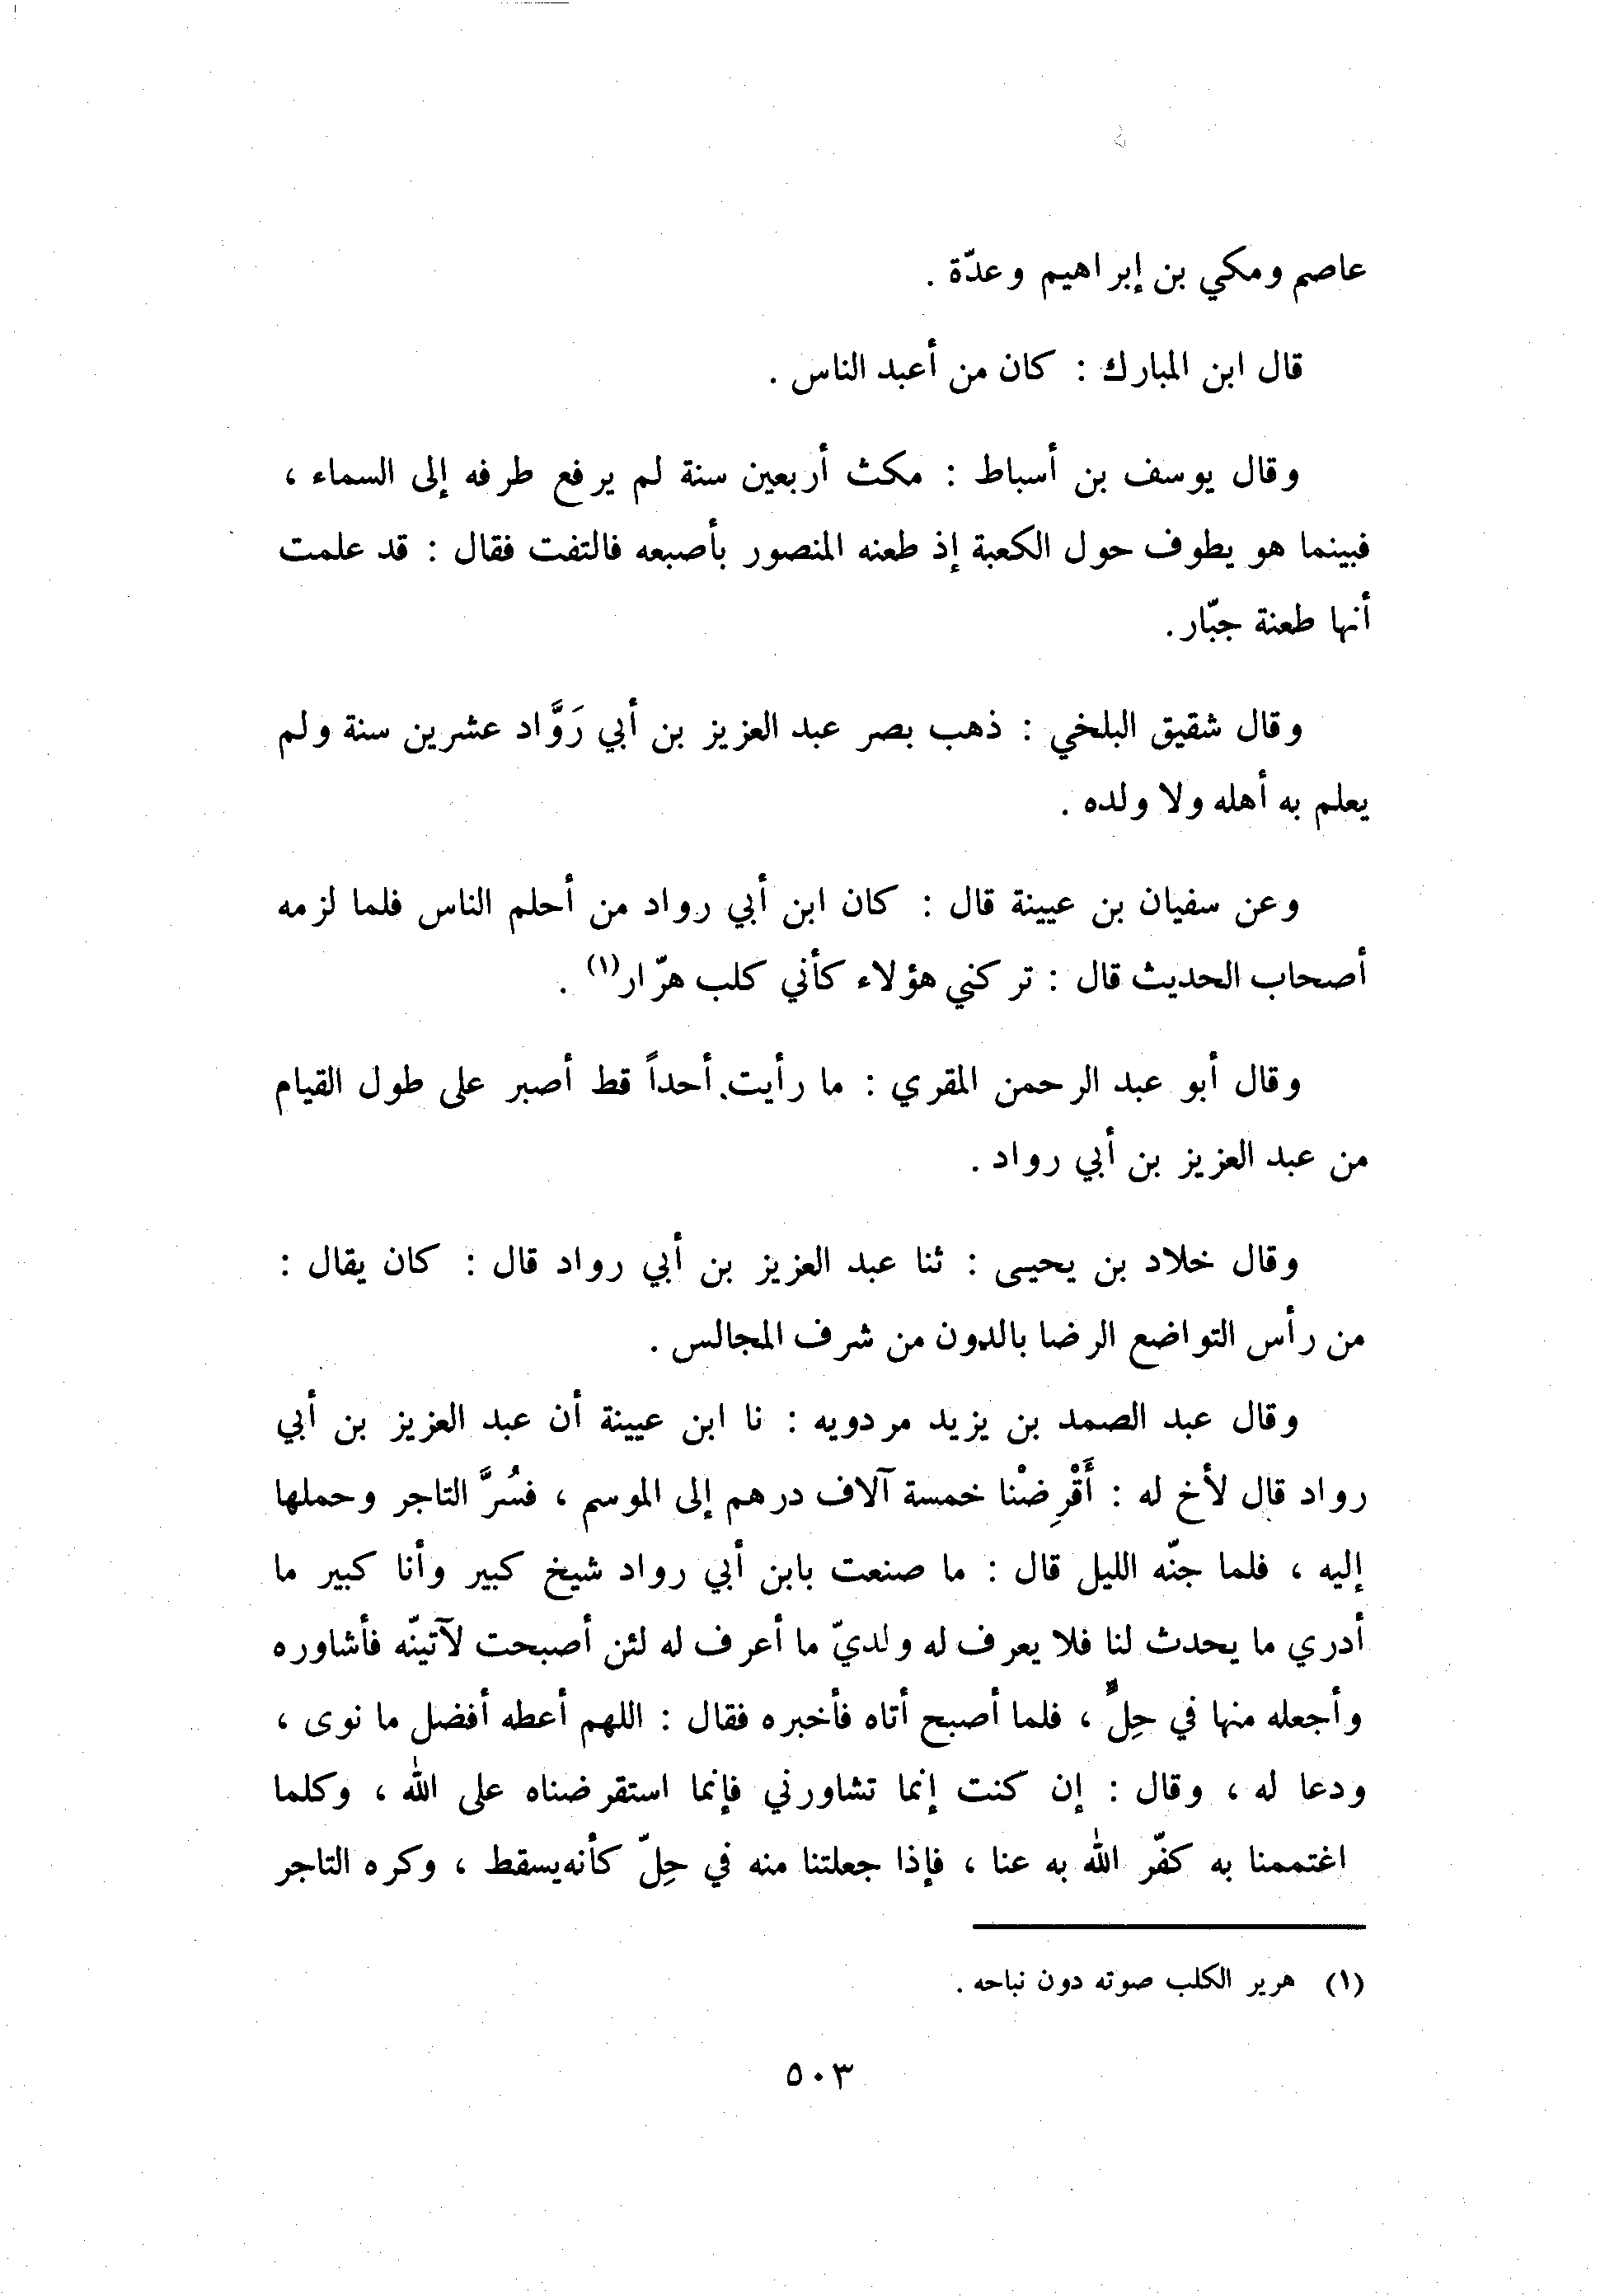 عاصم ومكي بن إبراهيم وعدّة .
قال ابن المبارك : كان من أعبد الناس .
وقال يوسف بن أسباط : مكث أربعين سنة لم يرفع طرفه إلى السماء ،
فبينما هو يطوف حول الكعبة إذ طعنه المنصور بأصبعه فالتفت فقال : قد علمت
أنها طعنة جبّار.
وقال شقيق البلخي : ذهب بصر عبد العزيز بن أبي رَوَّاد عشرين سنة ولم
يعلم به أهله ولا ولده .
وعن سفيان بن عيينة قال : كان ابن أبي رواد من أحلم الناس فلما لزمه
أصحاب الحديث قال : تركني هؤلاء كأني كلب هرّار(١) .
وقال أبو عبد الرحمن المقري : ما رأيت أحداً قط أصبر على طول القيام
من عبد العزيز بن أبي رواد .
وقال خلاد بن يحيى : ثنا عبد العزيز بن أبي رواد قال : كان يقال :
من رأس التواضع الرضا بالدون من شرف المجالس .
وقال عبد الصمد بن يزيد مردويه : نا ابن عيينة أن عبد العزيز بن أبي
رواد قال لأخ له : أَقْرِضْنا خمسة آلاف درهم إلى الموسم ، فسُرَّ التاجر وحملها
إليه ، فلما جنّه الليل قال : ما صنعت بابن أبي رواد شيخ كبير وأنا كبير ما
أدري ما يحدث لنا فلا يعرف له ولديّ ما أعرف له لئن أصبحت لآتينّه فأشاوره
وأجعله منها في حِلٍّ ، فلما أصبح أتاه فأخبره فقال : اللهم أعطه أفضل ما نوى ،
ودعا له ، وقال : إن كنت إنما تشاورني فإنما استقرضناه على الله ، وكلما
اغتممنا به كفّر الله به عنا ، فإذا جعلتنا منه في حِلّ كأنه يسقط ، وكره التاجر
(١) هرير الكلب صوته دون نباحه .
٥٠٣